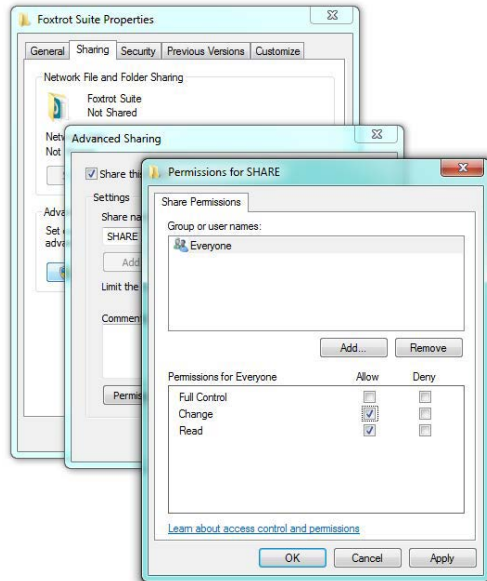 Foxtrot Suite Properties
General Sharing Security Previous Versions Customize
Network File and Folder Sharing
Foxtrot Suite
Not Shared
Not
Advanced Sharing
Share this
Settings
Share na
SHARE
Add
Limit the
Comment
Permis
Set
adva
Permissions for SHARE
Share Permissions
Group or user names:
Everyone
Add... Remove
Permissions for Everyone Allow Deny
Full Control
Change
Read
Learn about access control and permissions
OK Cancel Apply